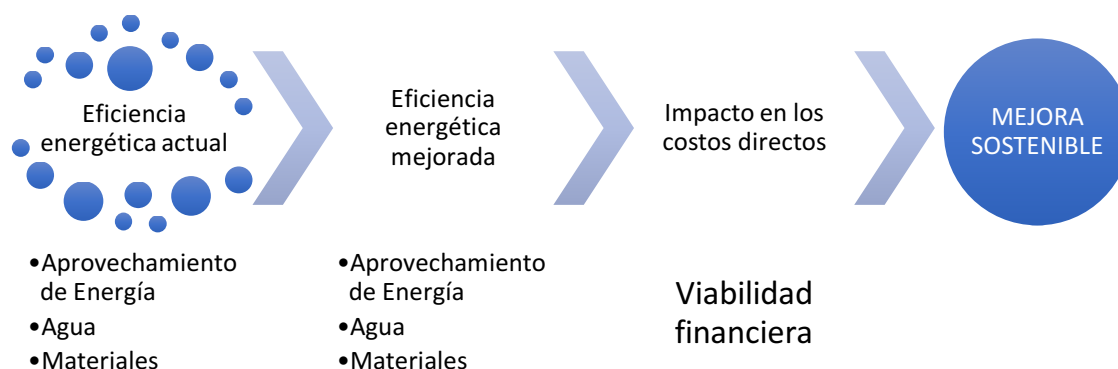 Eficiencia
energética actual
•Aprovechamiento
de Energía
•Agua
•Materiales
Eficiencia
energética
mejorada
•Aprovechamiento
de Energía
•Agua
•Materiales
Impacto en los
costos directos
Viabilidad
financiera
MEJORA
SOSTENIBLE